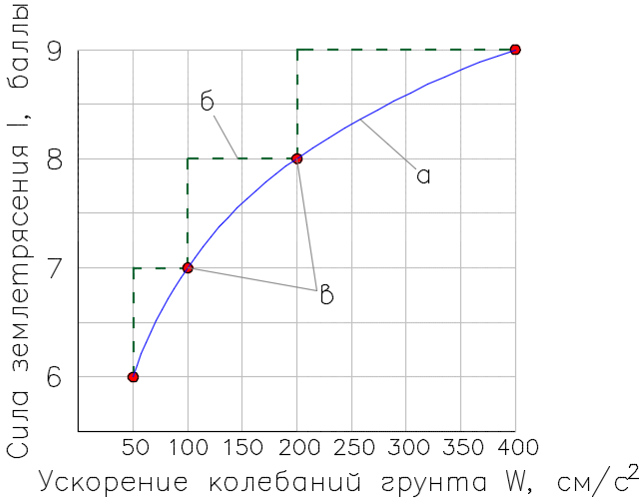 Сила землетрясения I, баллы
9
б
8
а
7
в
6
50 100 150 200 250 300 350 400
Ускорение колебаний грунта W, см/с²